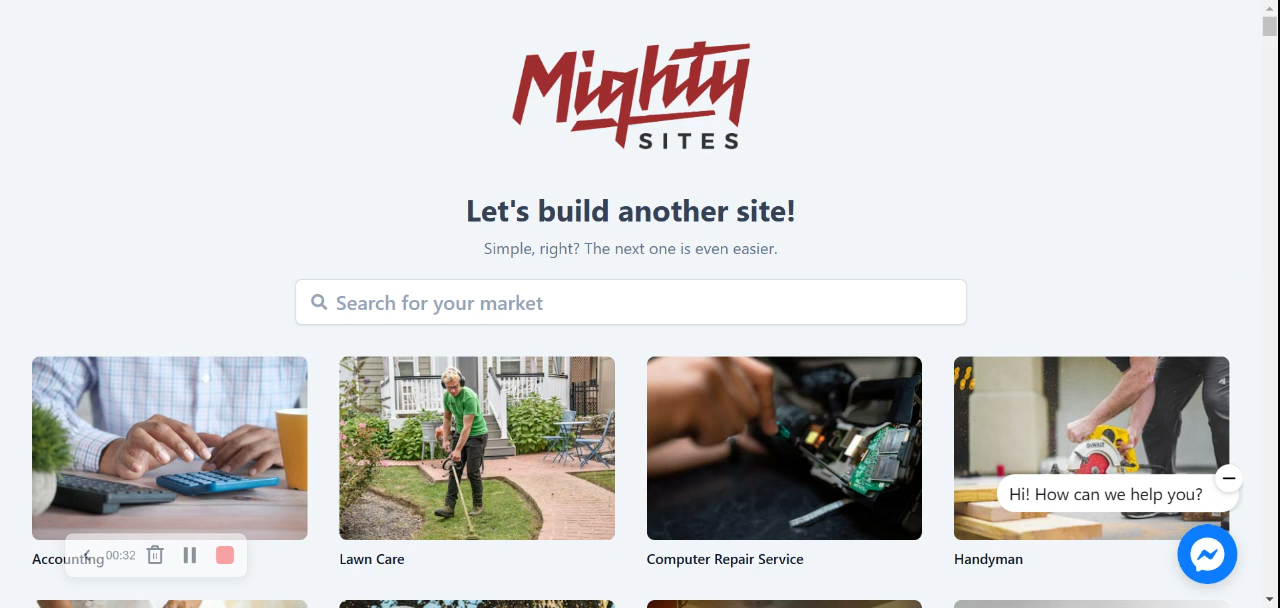 Mighty
SITES
Let's build another site!
Simple, right? The next one is even easier.
Search for your market
DEWALT
Hi! How can we help you?
Accounting
00:32
Lawn Care
Computer Repair Service
Handyman